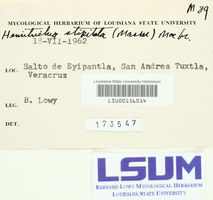 M 89
MYCOLOGICAL HERBARIUM OF LOUISIANA STATE UNIVERSITY
Hemitrichia stipitata (Massee) Macbr.
18-VII-1962
LOC. Salto de Eyipantla, San Andres Tuxtla,
Veracruz
Louisiana State University Herbarium
LSU00154014
LEG. B. Lowy
DET.
173547
LSUM
BERNARD LOWY MYCOLOGICAL HERBARIUM
LOUISIANA STATE UNIVERSITY